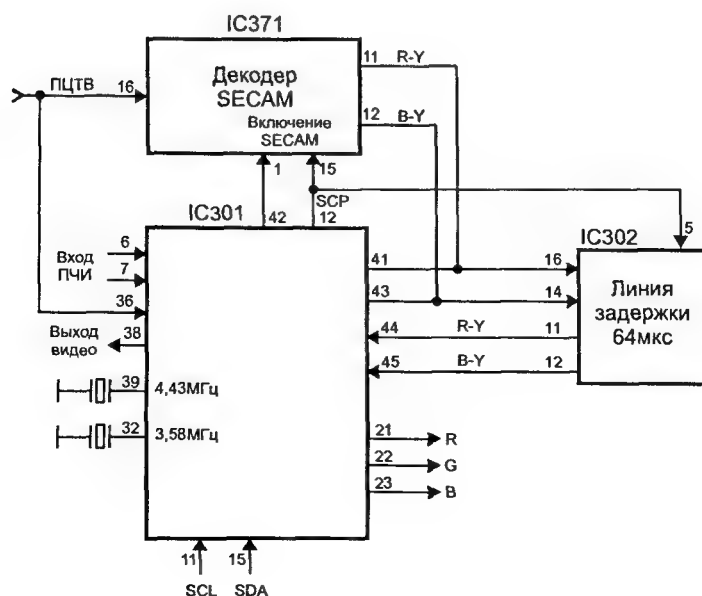 IC371
ПЦТВ 16
Декодер
SECAM
Включение
SECAM
11 R-Y
12 B-Y
1 15
SCP
IC301
42 12
5
IC302
6
Вход
ПЧИ
7
36
Выход
видео
38
39 4,43МГц
32 3,58МГц
41 16
43 14
44 R-Y 11
45 B-Y 12
Линия
задержки
64мкс
21 R
22 G
23 B
11 15
SCL SDA